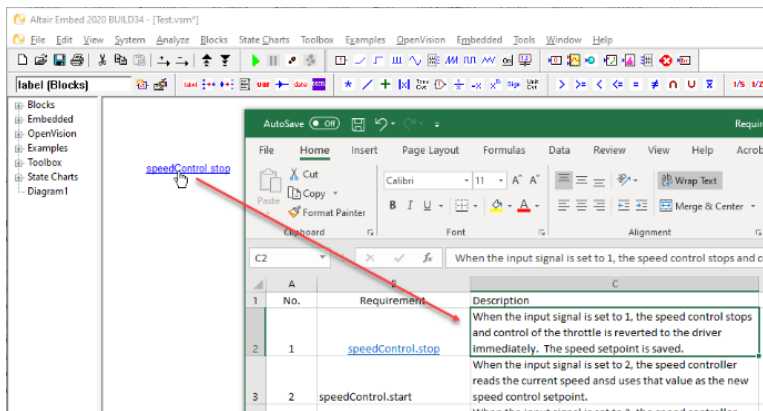 Altair Embed 2020 BUILD34 - [Test.vsm*]
File Edit View System Analyze Blocks State Charts Toolbox Examples OpenVision Embedded Tools Window Help
label (Blocks)
Blocks
Embedded
OpenVision
Examples
Toolbox
State Charts
Diagram1
speedControl.stop
AutoSave Off
File Home Insert Page Layout Formulas Data Review View Help
Paste
Cut
Copy
Format Painter
Clipboard
Calibri 11
B I U
Font
Wrap Text
Merge & Center
Alignment
C2 fx When the input signal is set to 1, the speed control stops and
A B C
1 No. Requirement Description
2 1 speedControl.stop When the input signal is set to 1, the speed control stops
and control of the throttle is reverted to the driver
immediately. The speed setpoint is saved.
3 2 speedControl.start When the input signal is set to 2, the speed controller
reads the current speed ansd uses that value as the new
speed control setpoint.